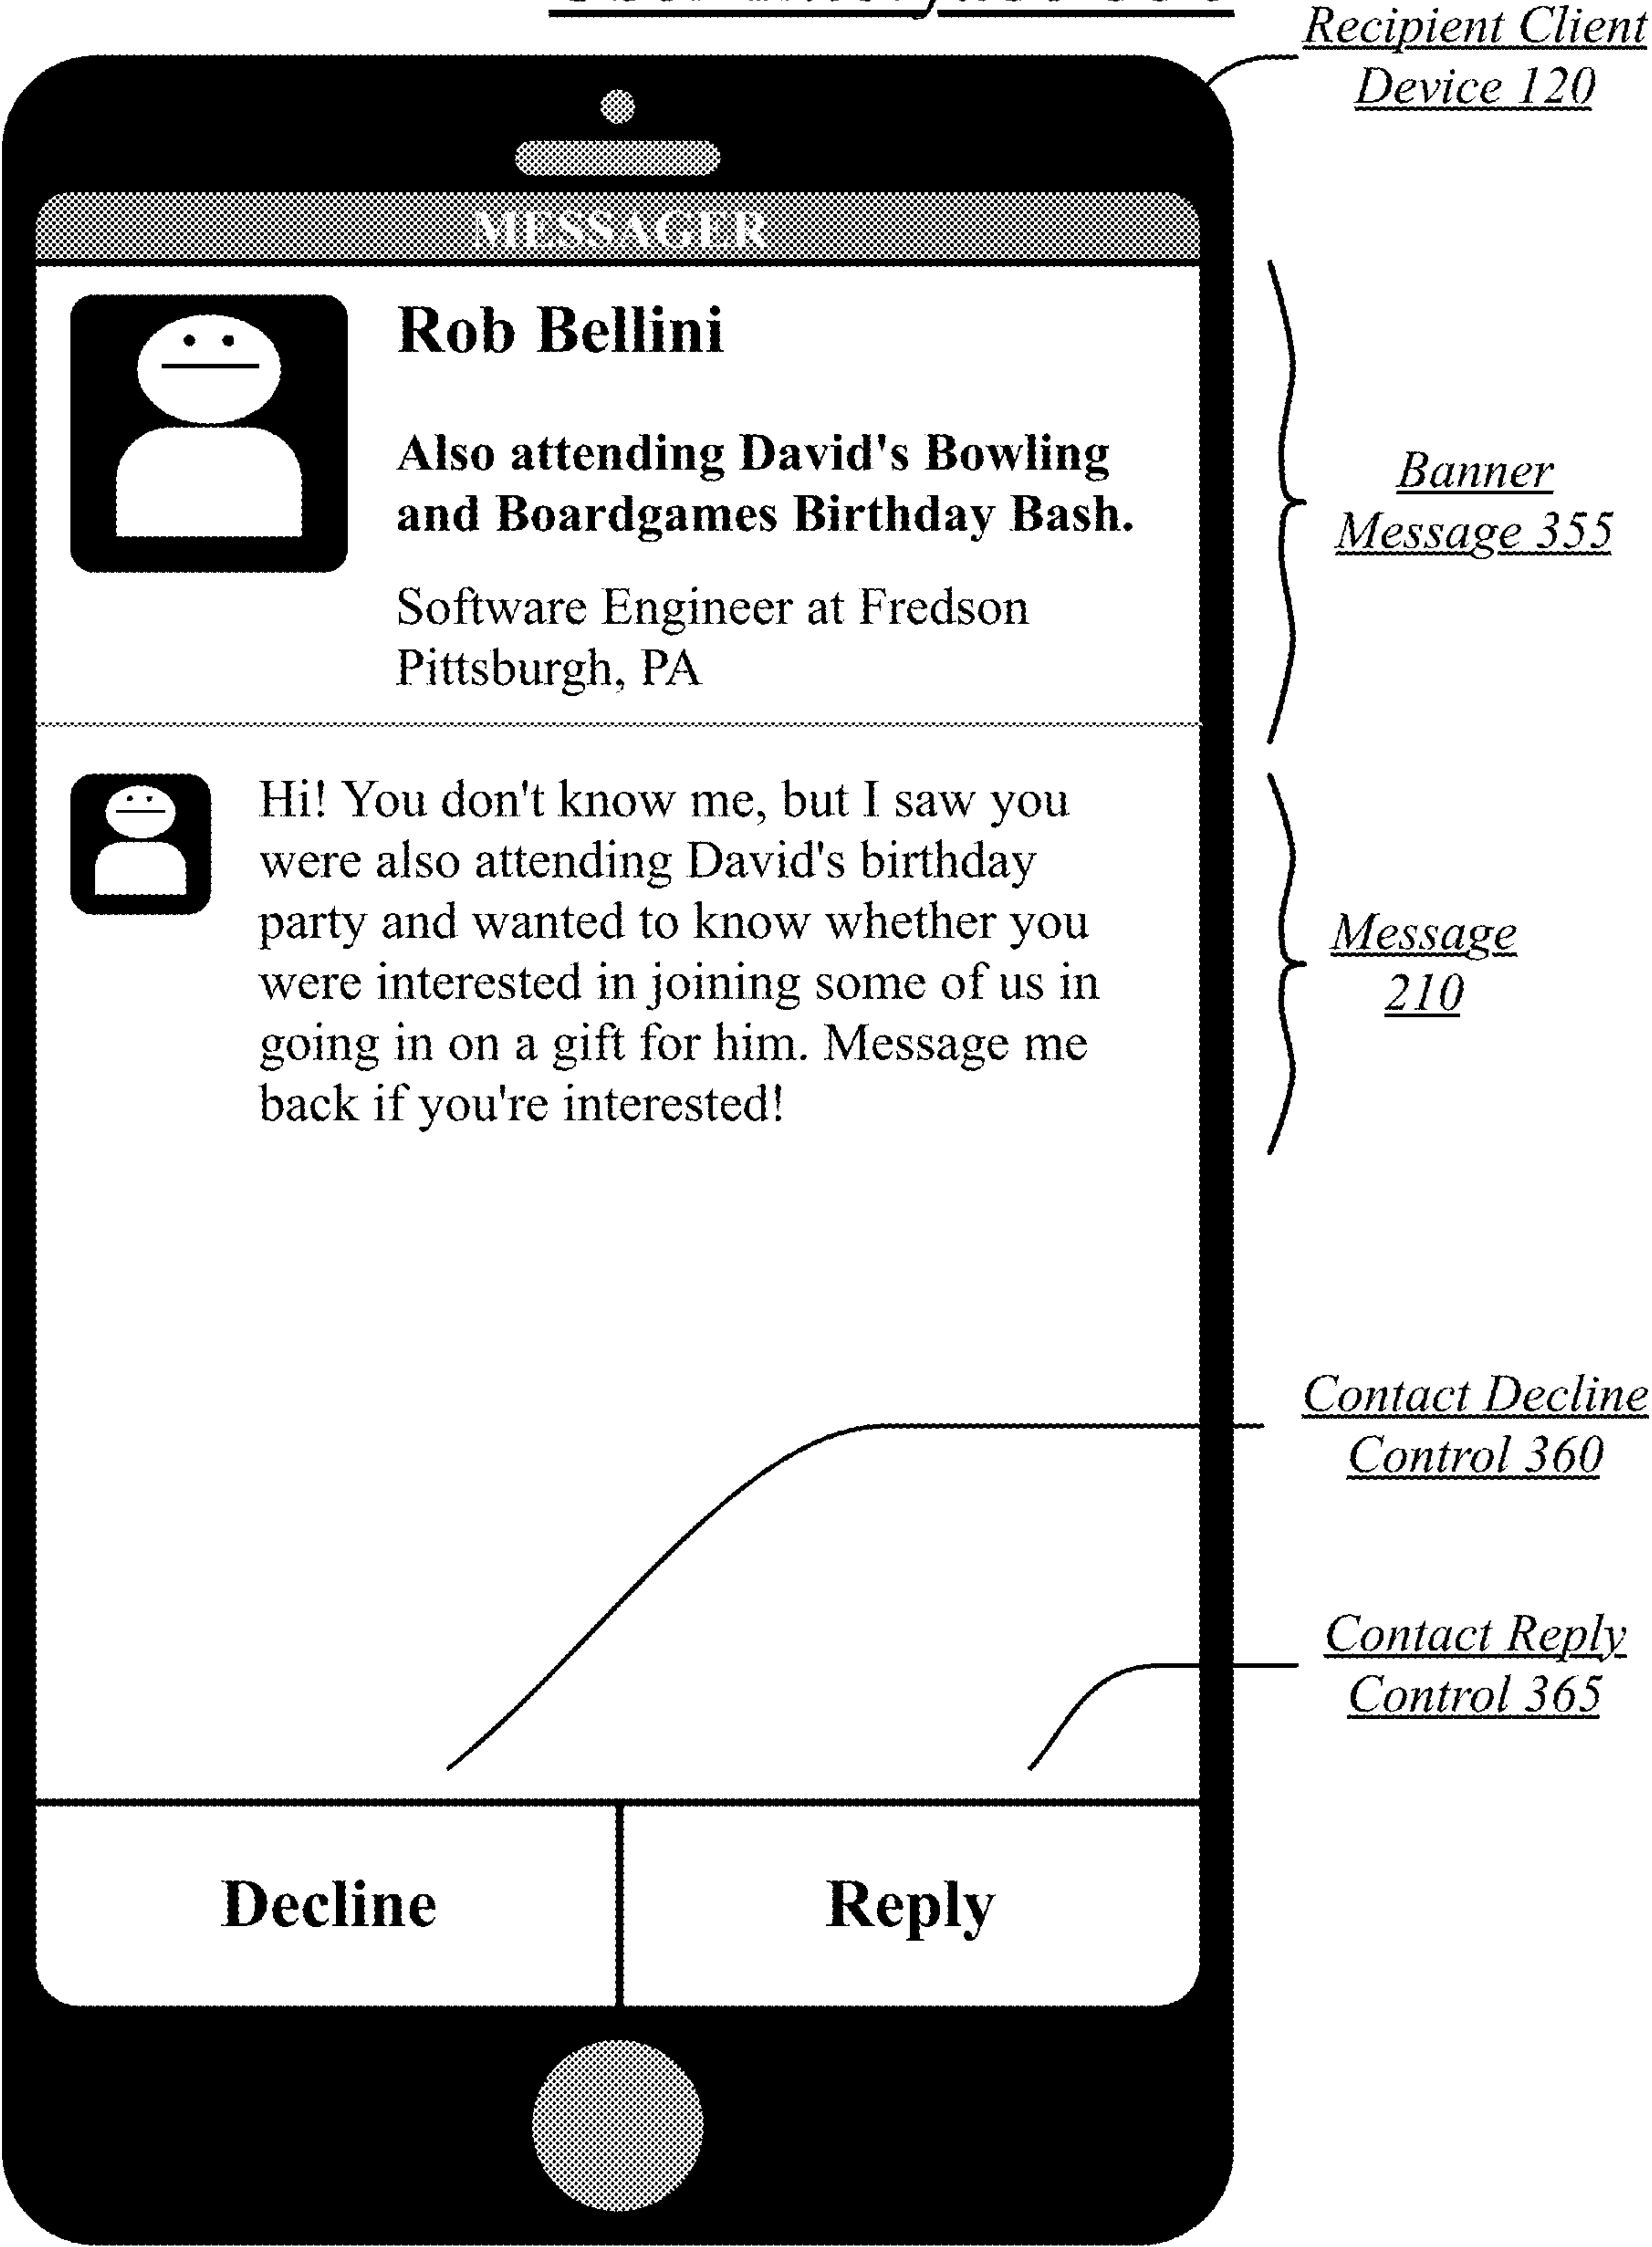 Recipient Client
Device 120
MESSAGER
Rob Bellini
Also attending David's Bowling
and Boardgames Birthday Bash.
Software Engineer at Fredson
Pittsburgh, PA
Banner
Message 355
Hi! You don't know me, but I saw you
were also attending David's birthday
party and wanted to know whether you
were interested in joining some of us in
going in on a gift for him. Message me
back if you're interested!
Message
210
Contact Decline
Control 360
Contact Reply
Control 365
Decline
Reply